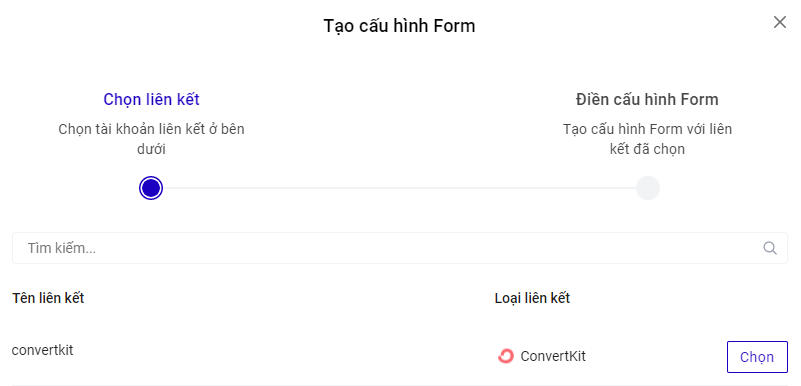 Tạo cấu hình Form
Chọn liên kết
Chọn tài khoản liên kết ở bên
dưới
Điền cấu hình Form
Tạo cấu hình Form với liên
kết đã chọn
Tìm kiếm...
Tên liên kết
Loại liên kết
convertkit
ConvertKit
Chọn